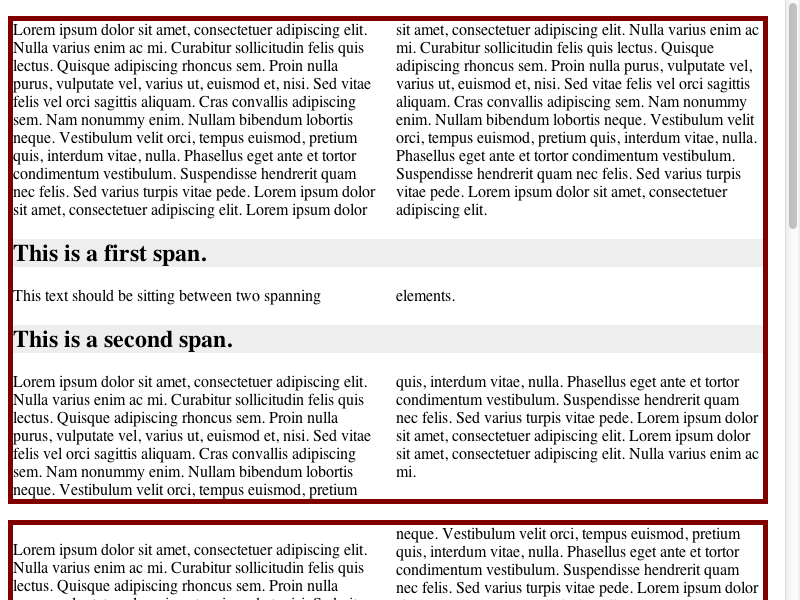 Lorem ipsum dolor sit amet, consectetuer adipiscing elit.
Nulla varius enim ac mi. Curabitur sollicitudin felis quis
lectus. Quisque adipiscing rhoncus sem. Proin nulla
purus, vulputate vel, varius ut, euismod et, nisi. Sed vitae
felis vel orci sagittis aliquam. Cras convallis adipiscing
sem. Nam nonummy enim. Nullam bibendum lobortis
neque. Vestibulum velit orci, tempus euismod, pretium
quis, interdum vitae, nulla. Phasellus eget ante et tortor
condimentum vestibulum. Suspendisse hendrerit quam
nec felis. Sed varius turpis vitae pede. Lorem ipsum dolor
sit amet, consectetuer adipiscing elit. Lorem ipsum dolor
sit amet, consectetuer adipiscing elit. Nulla varius enim ac
mi. Curabitur sollicitudin felis quis lectus. Quisque
adipiscing rhoncus sem. Proin nulla purus, vulputate vel,
varius ut, euismod et, nisi. Sed vitae felis vel orci sagittis
aliquam. Cras convallis adipiscing sem. Nam nonummy
enim. Nullam bibendum lobortis neque. Vestibulum velit
orci, tempus euismod, pretium quis, interdum vitae, nulla.
Phasellus eget ante et tortor condimentum vestibulum.
Suspendisse hendrerit quam nec felis. Sed varius turpis
vitae pede. Lorem ipsum dolor sit amet, consectetuer
adipiscing elit.
This is a first span.
This text should be sitting between two spanning
elements.
This is a second span.
Lorem ipsum dolor sit amet, consectetuer adipiscing elit.
Nulla varius enim ac mi. Curabitur sollicitudin felis quis
lectus. Quisque adipiscing rhoncus sem. Proin nulla
purus, vulputate vel, varius ut, euismod et, nisi. Sed vitae
felis vel orci sagittis aliquam. Cras convallis adipiscing
sem. Nam nonummy enim. Nullam bibendum lobortis
neque. Vestibulum velit orci, tempus euismod, pretium
quis, interdum vitae, nulla. Phasellus eget ante et tortor
condimentum vestibulum. Suspendisse hendrerit quam
nec felis. Sed varius turpis vitae pede. Lorem ipsum dolor
sit amet, consectetuer adipiscing elit. Lorem ipsum dolor
sit amet, consectetuer adipiscing elit. Nulla varius enim ac
mi.
Lorem ipsum dolor sit amet, consectetuer adipiscing elit.
Nulla varius enim ac mi. Curabitur sollicitudin felis quis
lectus. Quisque adipiscing rhoncus sem. Proin nulla
neque. Vestibulum velit orci, tempus euismod, pretium
quis, interdum vitae, nulla. Phasellus eget ante et tortor
condimentum vestibulum. Suspendisse hendrerit quam
nec felis. Sed varius turpis vitae pede. Lorem ipsum dolor